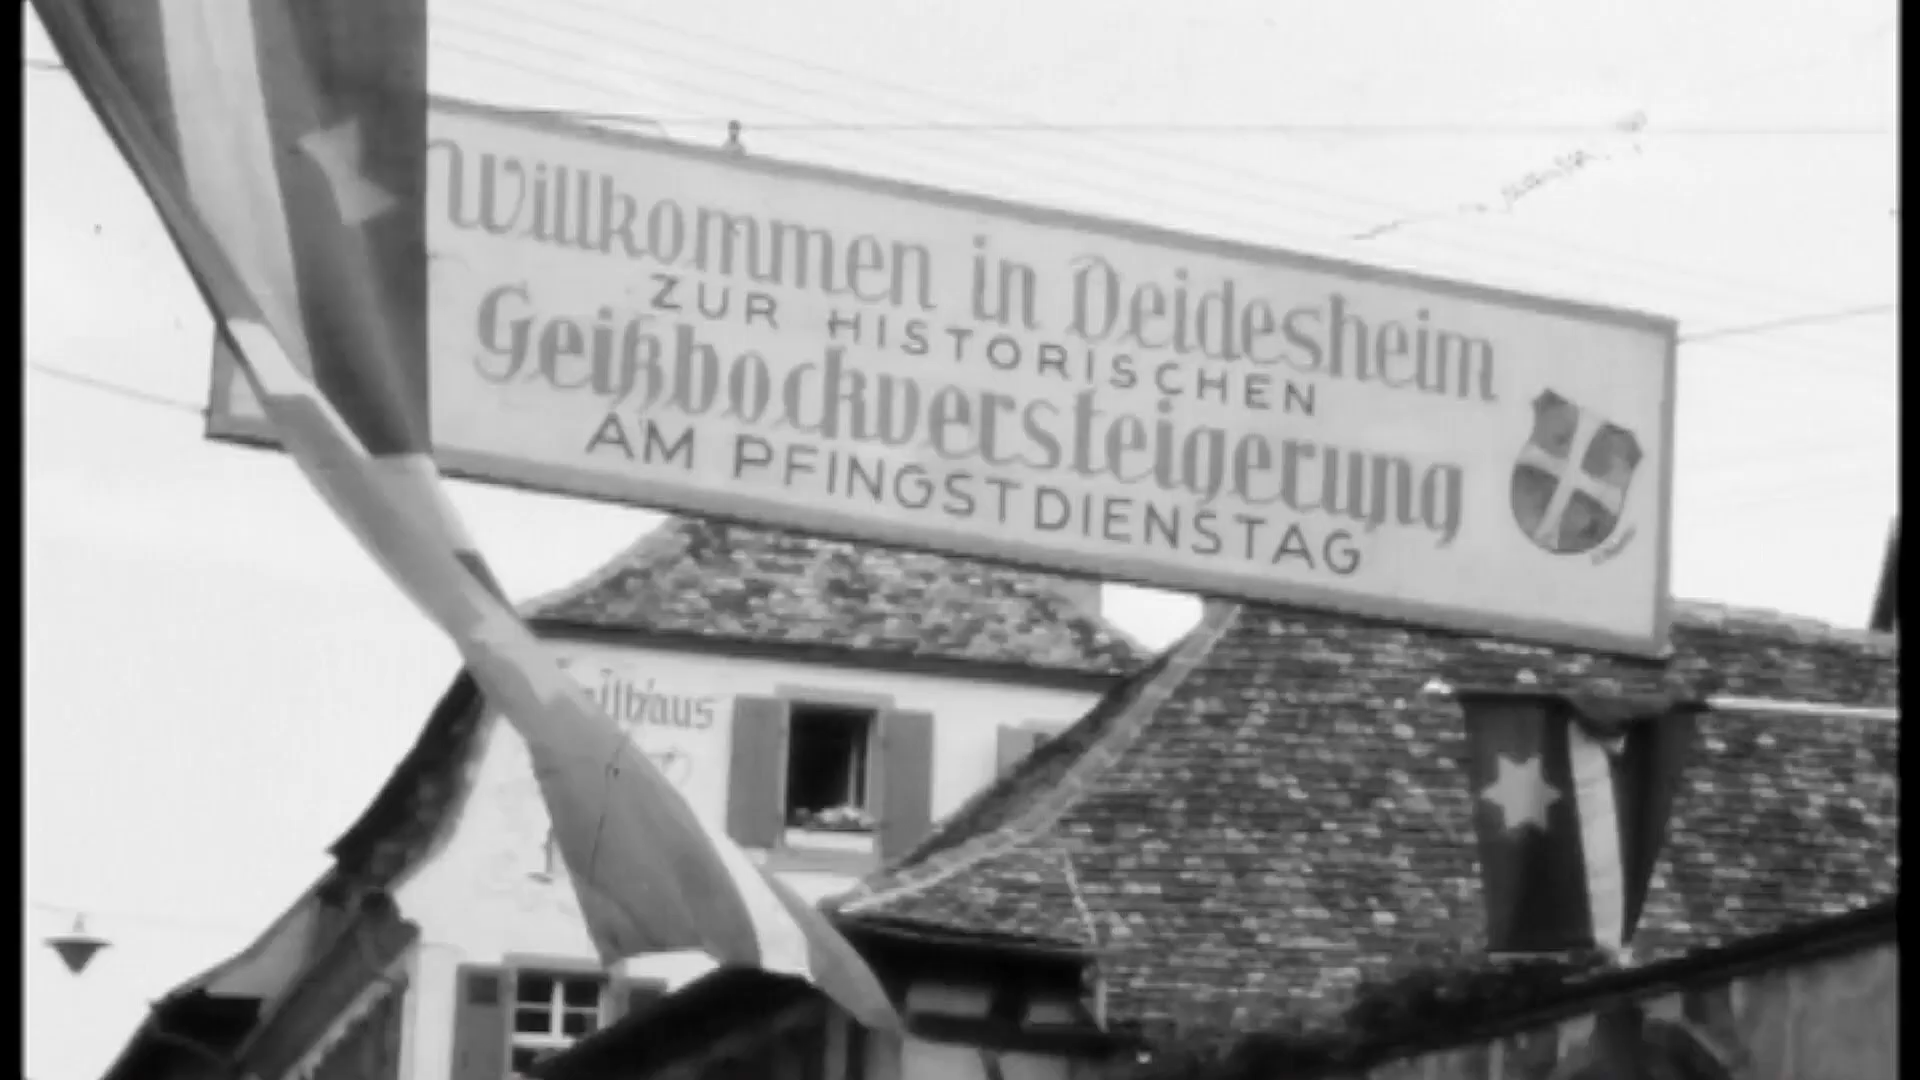 Willkommen in Deidesheim
ZUR HISTORISCHEN
Geißbockversteigerung
AM PFINGSTDIENSTAG